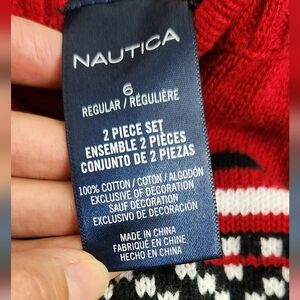 NAUTICA
6
REGULAR / RÉGULIÈRE
2 PIECE SET
ENSEMBLE 2 PIÈCES
CONJUNTO DE 2 PIEZAS
100% COTTON / COTON / ALGODÓN
EXCLUSIVE OF DECORATION
SAUF DÉCORATION
EXCLUSIVO DE DECORACIÓN
MADE IN CHINA
FABRIQUÉ EN CHINE
HECHO EN CHINA